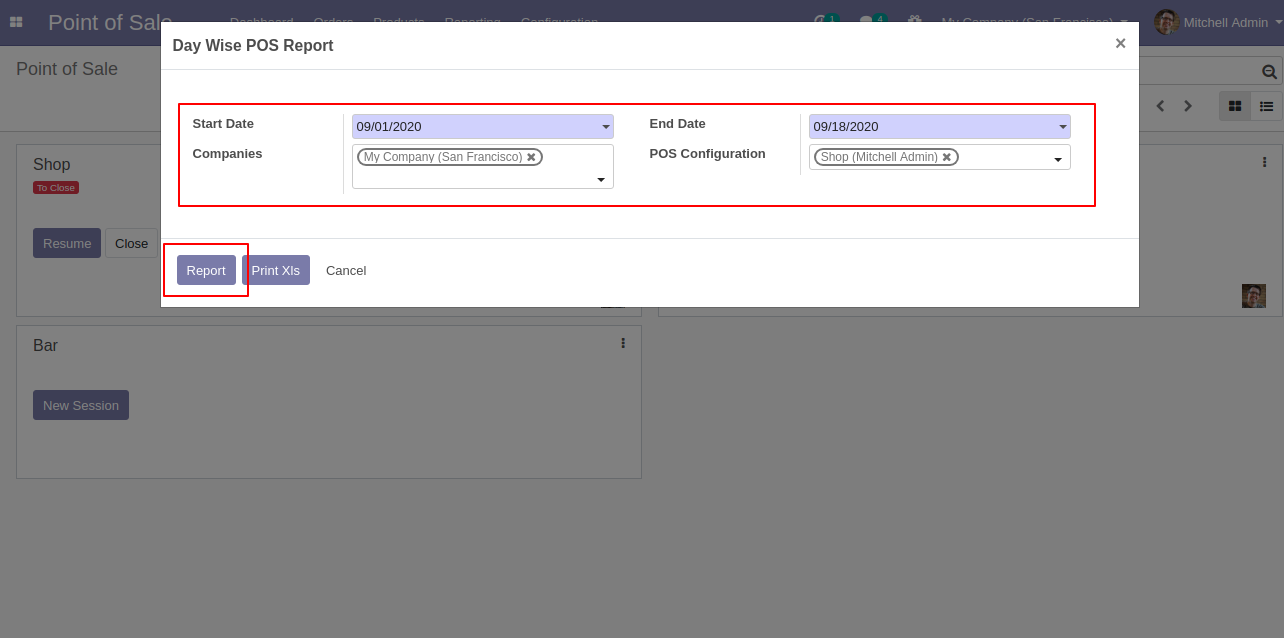 Point of Sale Dashboard Orders Products Reporting Configuration 1 4 My Company (San Francisco) Mitchell Admin
Day Wise POS Report ×
Point of Sale
Start Date 09/01/2020 End Date 09/18/2020
Companies My Company (San Francisco) POS Configuration Shop (Mitchell Admin)
Shop
To Close
Resume Close
Report Print Xls Cancel
Bar
New Session